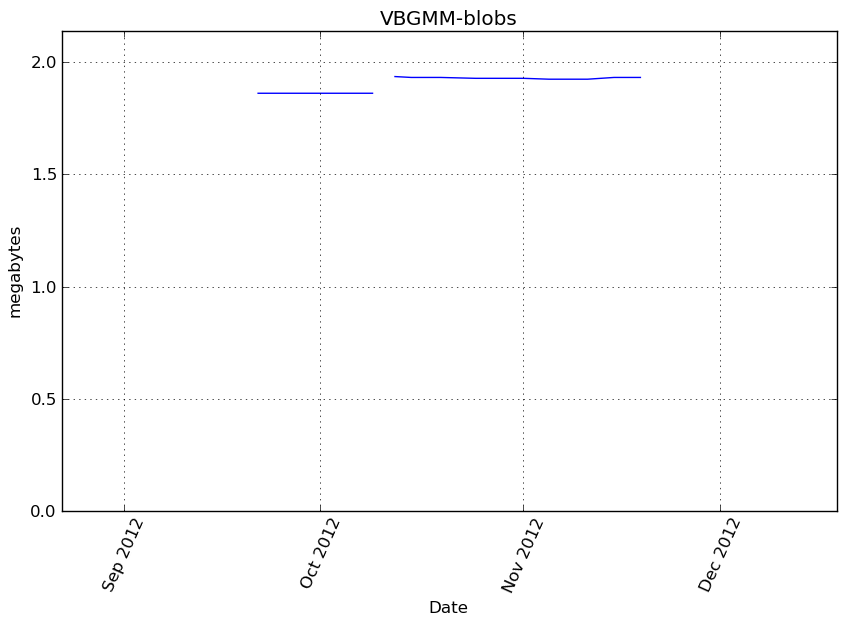 VBGMM-blobs
2.0
1.5
1.0
0.5
0.0
megabytes
Sep 2012
Oct 2012
Nov 2012
Dec 2012
Date